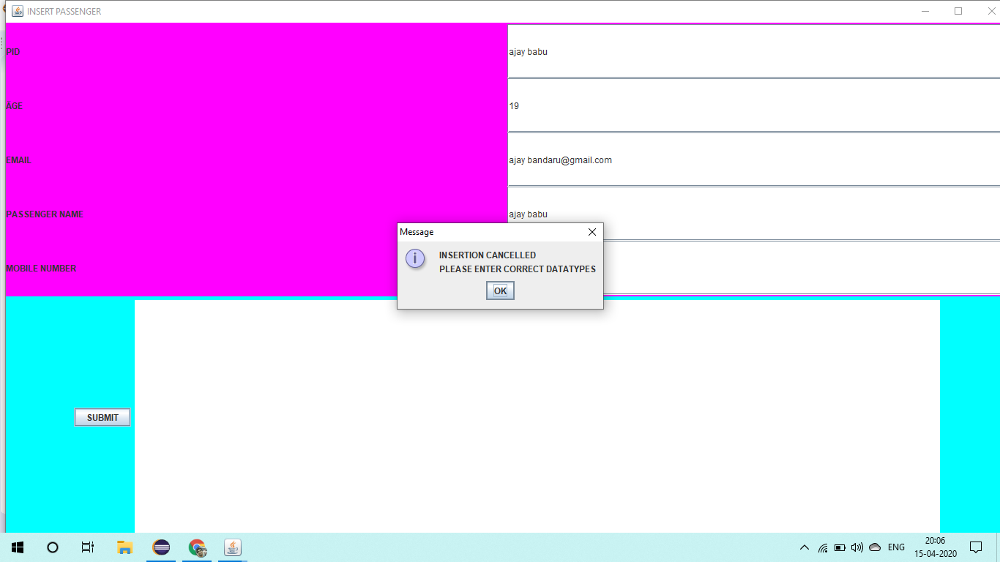 INSERT PASSENGER
PID
ajay babu
AGE
19
EMAIL
ajay bandaru@gmail.com
PASSENGER NAME
ajay babu
MOBILE NUMBER
Message
INSERTION CANCELLED
PLEASE ENTER CORRECT DATATYPES
OK
SUBMIT
ENG
20:06
15-04-2020